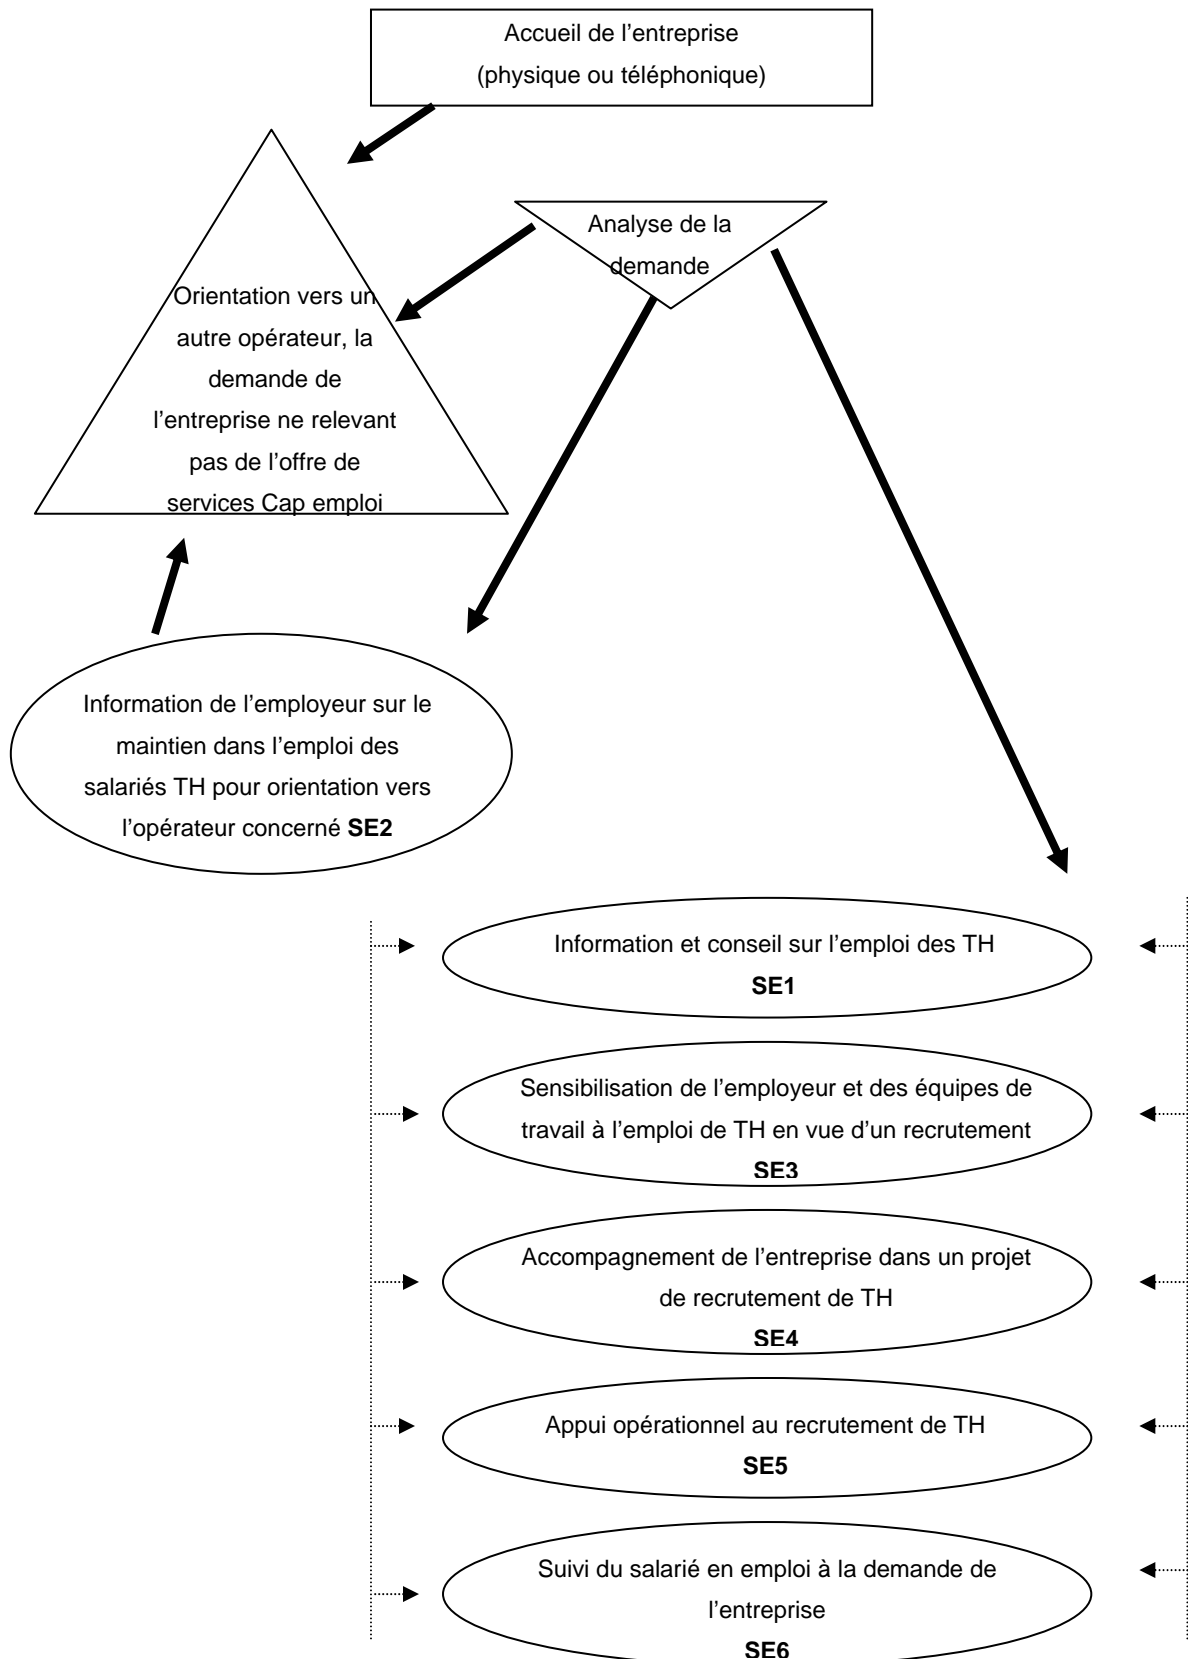 Accueil de l’entreprise
(physique ou téléphonique)
Analyse de la
demande
Orientation vers un
autre opérateur, la
demande de
l’entreprise ne relevant
pas de l’offre de
services Cap emploi
Information de l’employeur sur le
maintien dans l’emploi des
salariés TH pour orientation vers
l’opérateur concerné SE2
Information et conseil sur l’emploi des TH
SE1
Sensibilisation de l’employeur et des équipes de
travail à l’emploi de TH en vue d’un recrutement
SE3
Accompagnement de l’entreprise dans un projet
de recrutement de TH
SE4
Appui opérationnel au recrutement de TH
SE5
Suivi du salarié en emploi à la demande de
l’entreprise
SE6